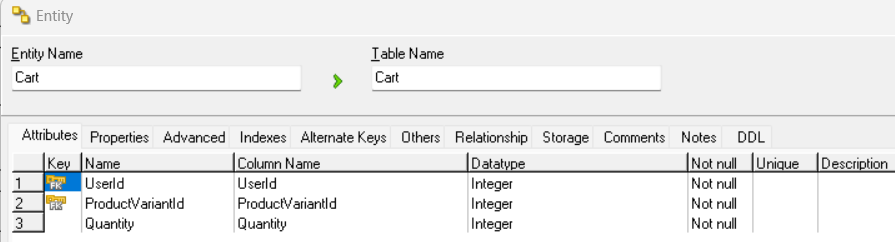 Entity
Entity Name Table Name
Cart Cart
Attributes Properties Advanced Indexes Alternate Keys Others Relationship Storage Comments Notes DDL
Key Name Column Name Datatype Not null Unique Description
1 FK UserId UserId Integer Not null
2 FK ProductVariantId ProductVariantId Integer Not null
3 Quantity Quantity Integer Not null